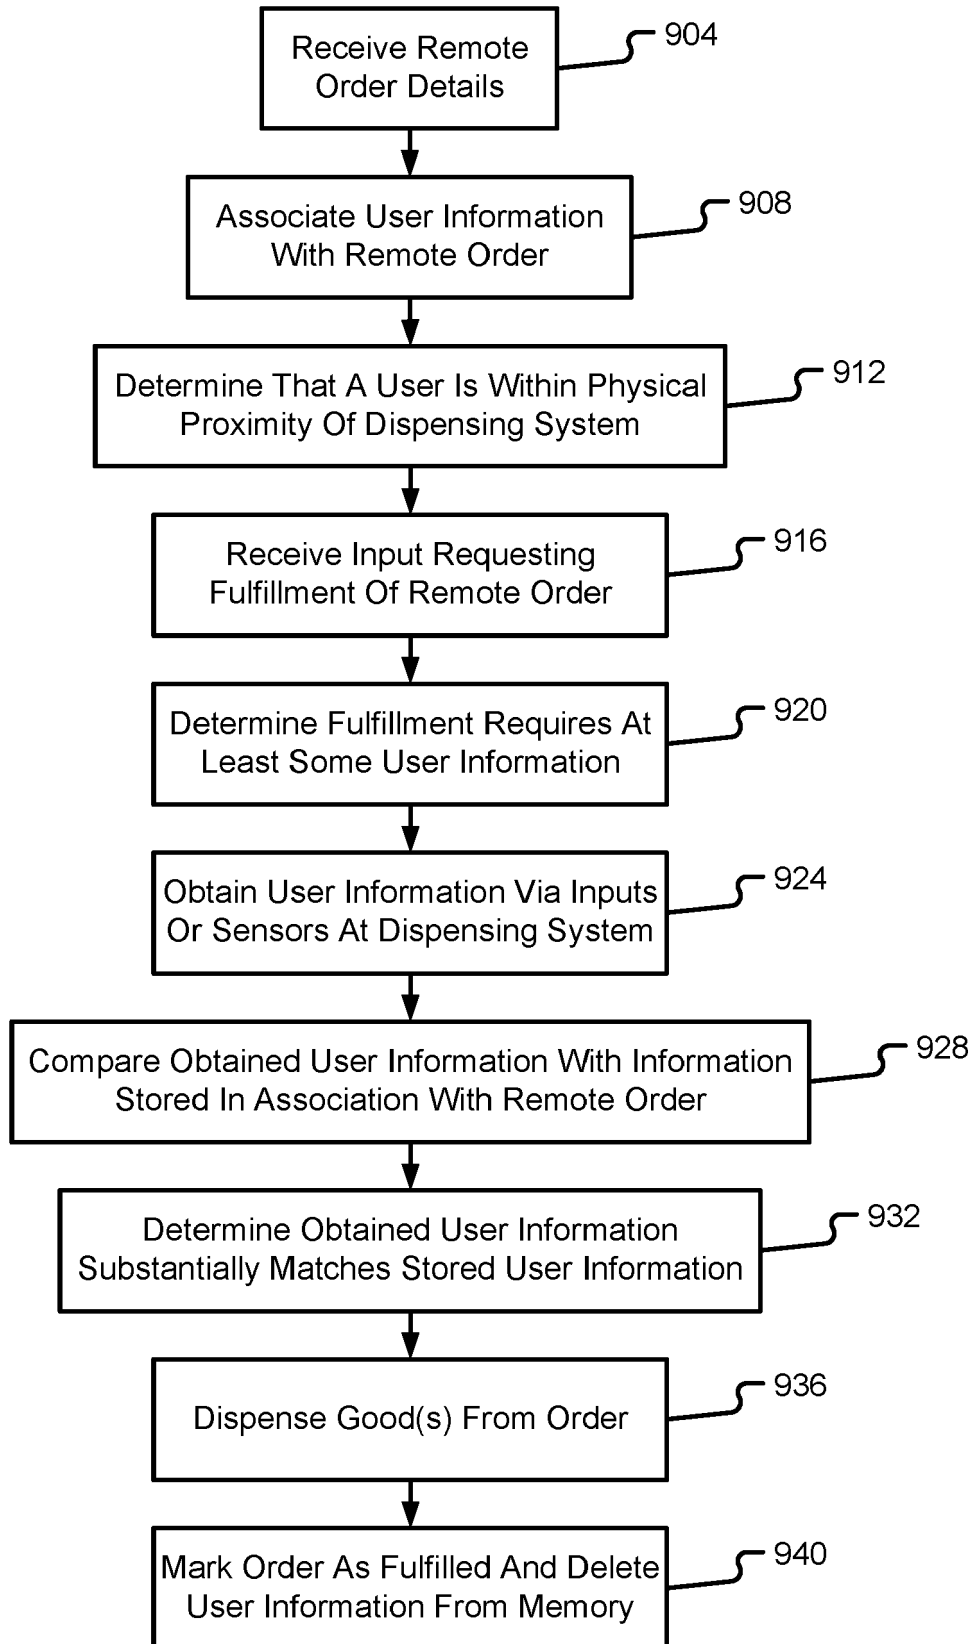 Receive Remote
Order Details
904
Associate User Information
With Remote Order
908
Determine That A User Is Within Physical
Proximity Of Dispensing System
912
Receive Input Requesting
Fulfillment Of Remote Order
916
Determine Fulfillment Requires At
Least Some User Information
920
Obtain User Information Via Inputs
Or Sensors At Dispensing System
924
Compare Obtained User Information With Information
Stored In Association With Remote Order
928
Determine Obtained User Information
Substantially Matches Stored User Information
932
Dispense Good(s) From Order
936
Mark Order As Fulfilled And Delete
User Information From Memory
940